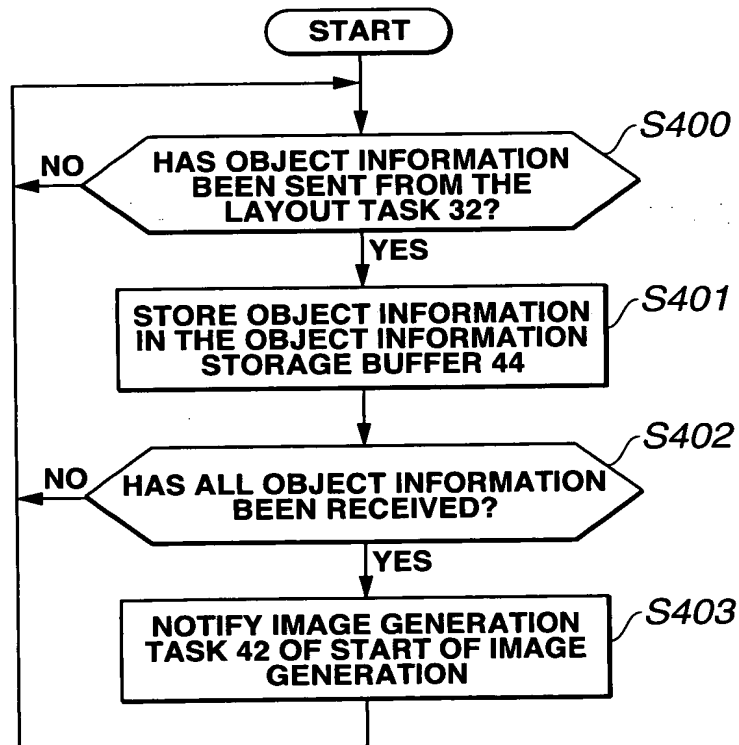 START
S400
NO
HAS OBJECT INFORMATION
BEEN SENT FROM THE
LAYOUT TASK 32?
YES
S401
STORE OBJECT INFORMATION
IN THE OBJECT INFORMATION
STORAGE BUFFER 44
S402
NO
HAS ALL OBJECT INFORMATION
BEEN RECEIVED?
YES
S403
NOTIFY IMAGE GENERATION
TASK 42 OF START OF IMAGE
GENERATION